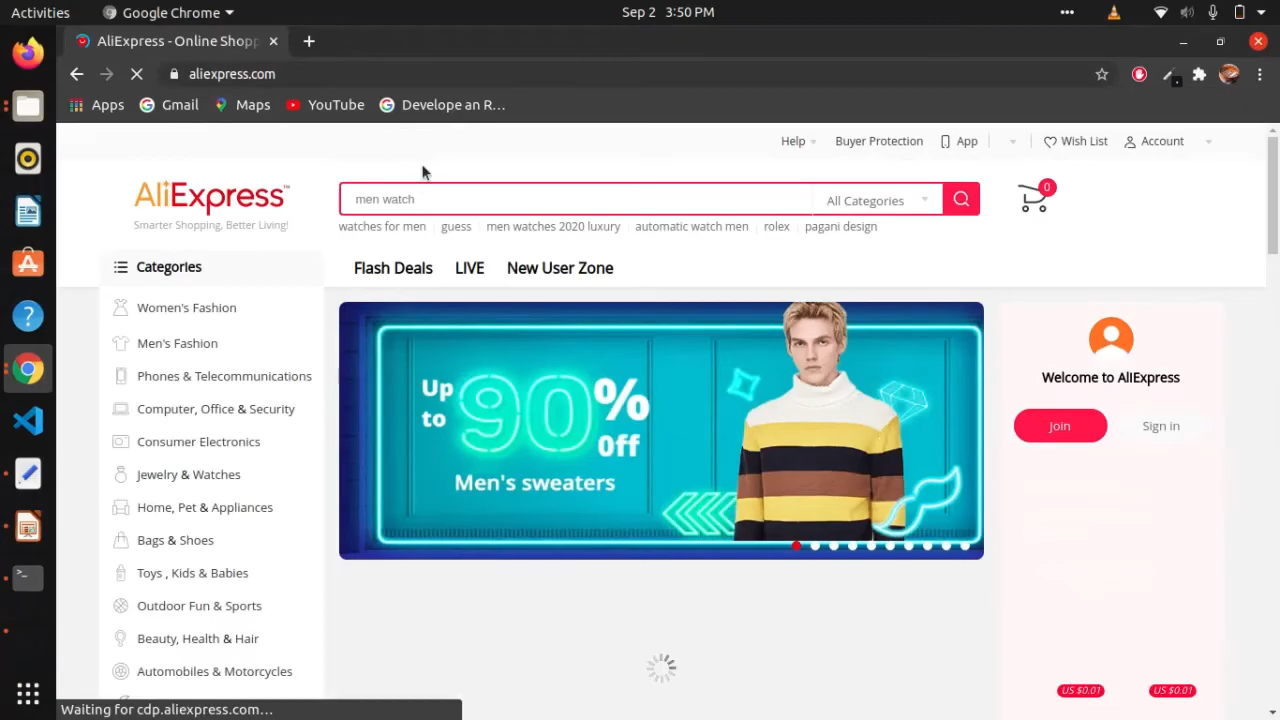 Activities
Google Chrome
Sep 2 3:50 PM
AliExpress - Online Shopp
aliexpress.com
Apps
Gmail
Maps
YouTube
Develope an R...
Help
Buyer Protection
App
Wish List
Account
AliExpress™
Smarter Shopping, Better Living!
men watch
All Categories
0
watches for men
guess
men watches 2020 luxury
automatic watch men
rolex
pagani design
Categories
Flash Deals
LIVE
New User Zone
Women's Fashion
Men's Fashion
Phones & Telecommunications
Computer, Office & Security
Consumer Electronics
Jewelry & Watches
Home, Pet & Appliances
Bags & Shoes
Toys , Kids & Babies
Outdoor Fun & Sports
Beauty, Health & Hair
Automobiles & Motorcycles
Up
to
90%
Off
Men's sweaters
Welcome to AliExpress
Join
Sign in
US $0.01
US $0.01
Waiting for cdp.aliexpress.com...